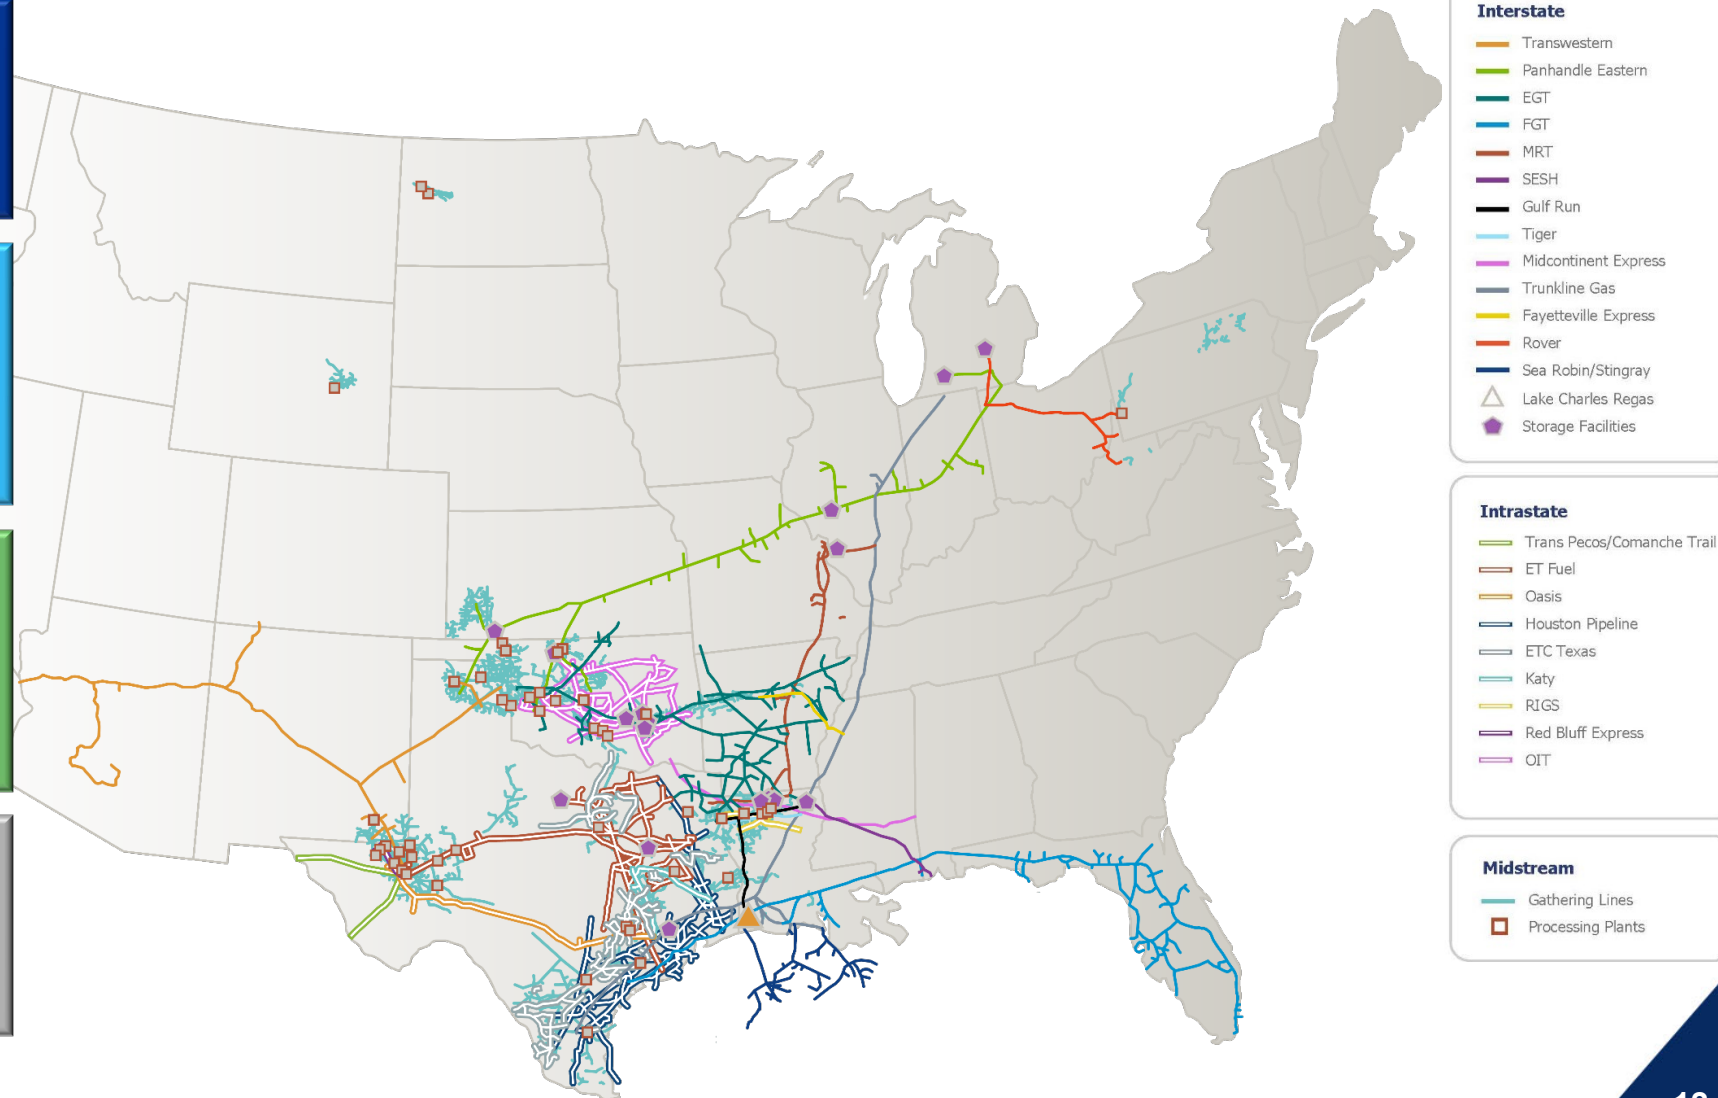 Interstate
Transwestern
Panhandle Eastern
EGT
FGT
MRT
SESH
Gulf Run
Tiger
Midcontinent Express
Trunkline Gas
Fayetteville Express
Rover
Sea Robin/Stingray
Lake Charles Regas
Storage Facilities
Intrastate
Trans Pecos/Comanche Trail
ET Fuel
Oasis
Houston Pipeline
ETC Texas
Katy
RIGS
Red Bluff Express
OIT
Midstream
Gathering Lines
Processing Plants